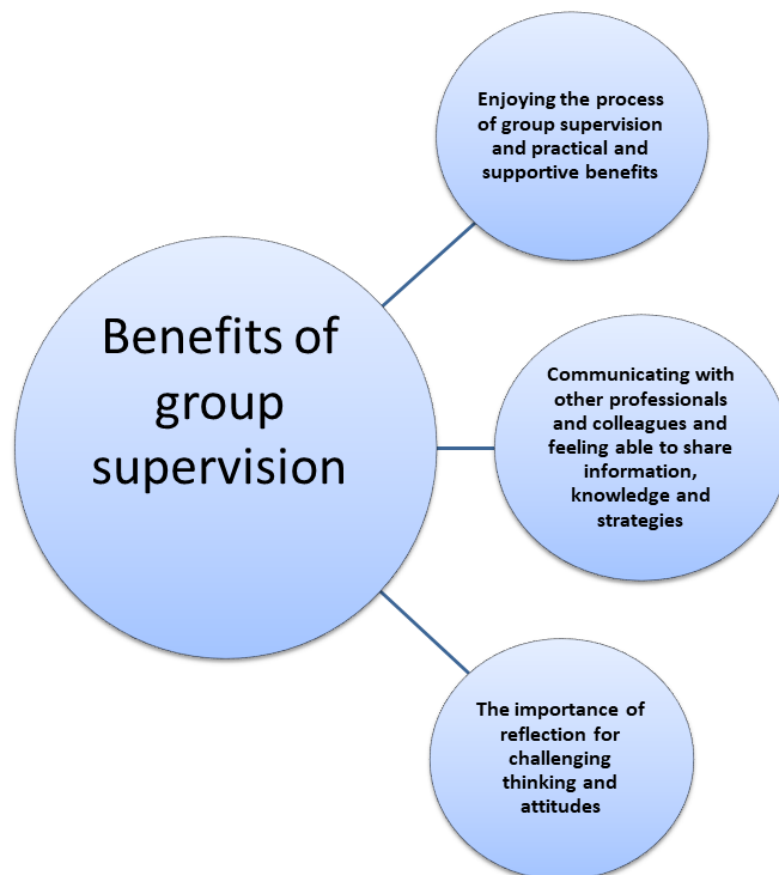 Enjoying the process
of group supervision
and practical and
supportive benefits
Benefits of
group
supervision
Communicating with
other professionals
and colleagues and
feeling able to share
information,
knowledge and
strategies
The importance of
reflection for
challenging
thinking and
attitudes